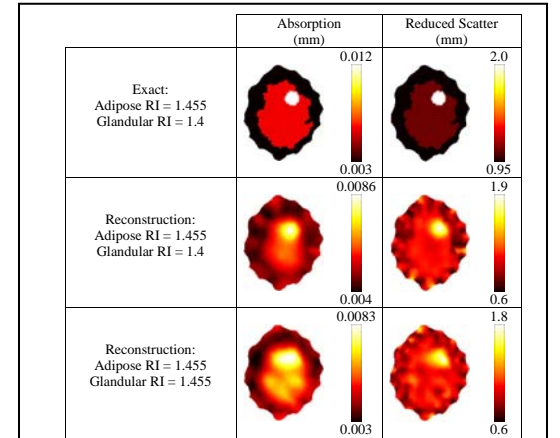 Absorption
(mm)
Reduced Scatter
(mm)
Exact:
Adipose RI = 1.455
Glandular RI = 1.4
0.012
0.003
2.0
0.95
Reconstruction:
Adipose RI = 1.455
Glandular RI = 1.4
0.0086
0.004
1.9
0.6
Reconstruction:
Adipose RI = 1.455
Glandular RI = 1.455
0.0083
0.003
1.8
0.6